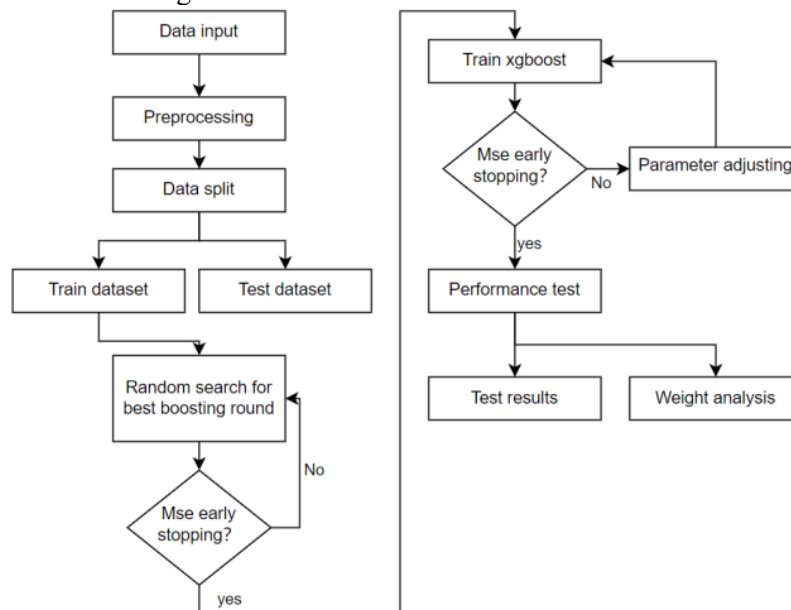 Data input
Preprocessing
Data split
Train dataset
Test dataset
Random search for
best boosting round
No
Mse early
stopping?
yes
Train xgboost
Mse early
stopping?
No
Parameter adjusting
yes
Performance test
Test results
Weight analysis